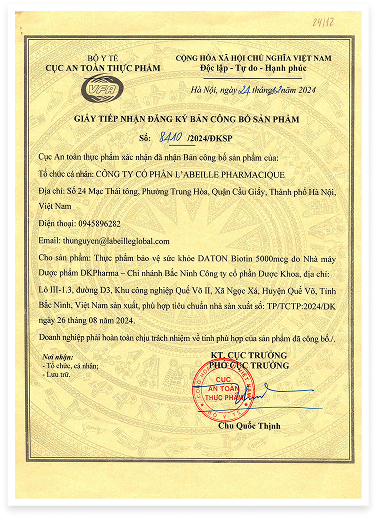 24/12
BỘ Y TẾ
CỤC AN TOÀN THỰC PHẨM
VFA
CỘNG HÒA XÃ HỘI CHỦ NGHĨA VIỆT NAM
Độc lập - Tự do - Hạnh phúc
Hà Nội, ngày 24 tháng 12 năm 2024
GIẤY TIẾP NHẬN ĐĂNG KÝ BẢN CÔNG BỐ SẢN PHẨM
Số: 8410 /2024/ĐKSP
Cục An toàn thực phẩm xác nhận đã nhận Bản công bố sản phẩm của:
Tổ chức cá nhân: CÔNG TY CỔ PHẦN L'ABEILLE PHARMACIQUE
Địa chỉ: Số 24 Mạc Thái tông, Phường Trung Hòa, Quận Cầu Giấy, Thành phố Hà Nội,
Việt Nam
Điện thoại: 0945896282
Email: thunguyen@labeilleglobal.com
Cho sản phẩm: Thực phẩm bảo vệ sức khỏe DATON Biotin 5000mcg do Nhà máy
Dược phẩm DKPharma – Chi nhánh Bắc Ninh Công ty cổ phần Dược Khoa, địa chỉ:
Lô III-1.3, đường D3, Khu công nghiệp Quế Võ II, Xã Ngọc Xá, Huyện Quế Võ, Tỉnh
Bắc Ninh, Việt Nam sản xuất, phù hợp tiêu chuẩn nhà sản xuất số: TP/TCTP:2024/DK
ngày 26 tháng 08 năm 2024.
Doanh nghiệp phải hoàn toàn chịu trách nhiệm về tính phù hợp của sản phẩm đã công bố./.
Nơi nhận:
- Tổ chức, cá nhân;
- Lưu trữ.
KT. CỤC TRƯỞNG
PHÓ CỤC TRƯỞNG
CỤC
AN TOÀN
THỰC PHẨM
BỘ Y TẾ
Chu Quốc Thịnh